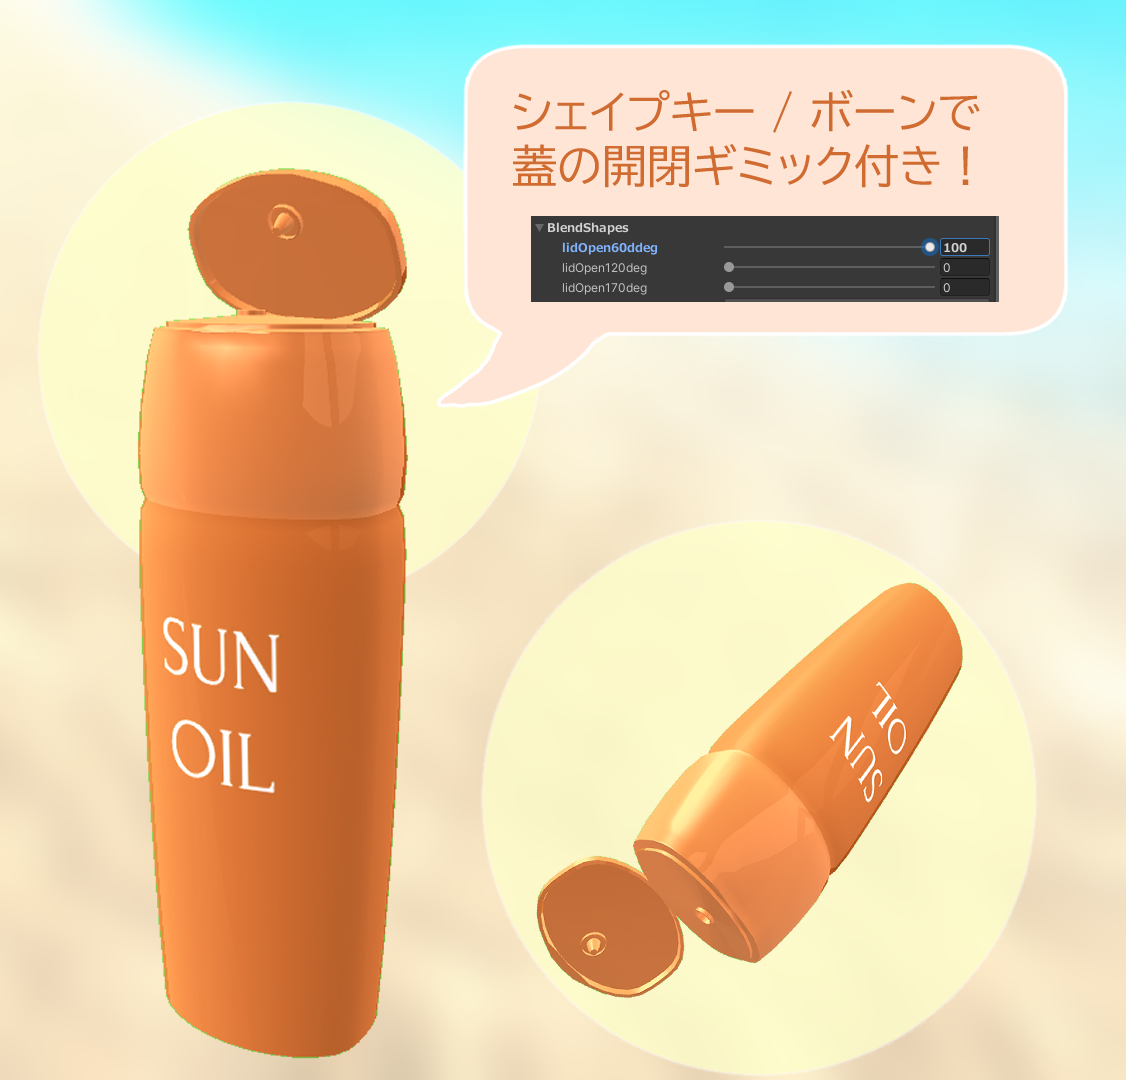 シェイプキー / ボーンで
蓋の開閉ギミック付き！
BlendShapes
lidOpen60ddeg 100
lidOpen120deg 0
lidOpen170deg 0
SUN
OIL
SUN
OIL